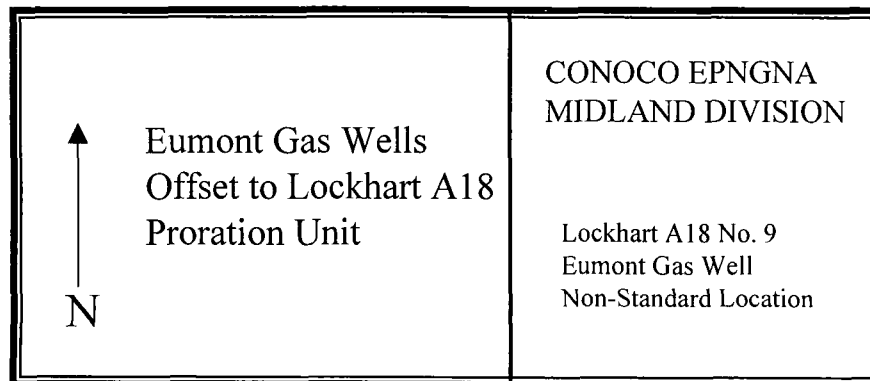 Eumont Gas Wells
Offset to Lockhart A18
Proration Unit
N
CONOCO EPNGNA
MIDLAND DIVISION
Lockhart A18 No. 9
Eumont Gas Well
Non-Standard Location